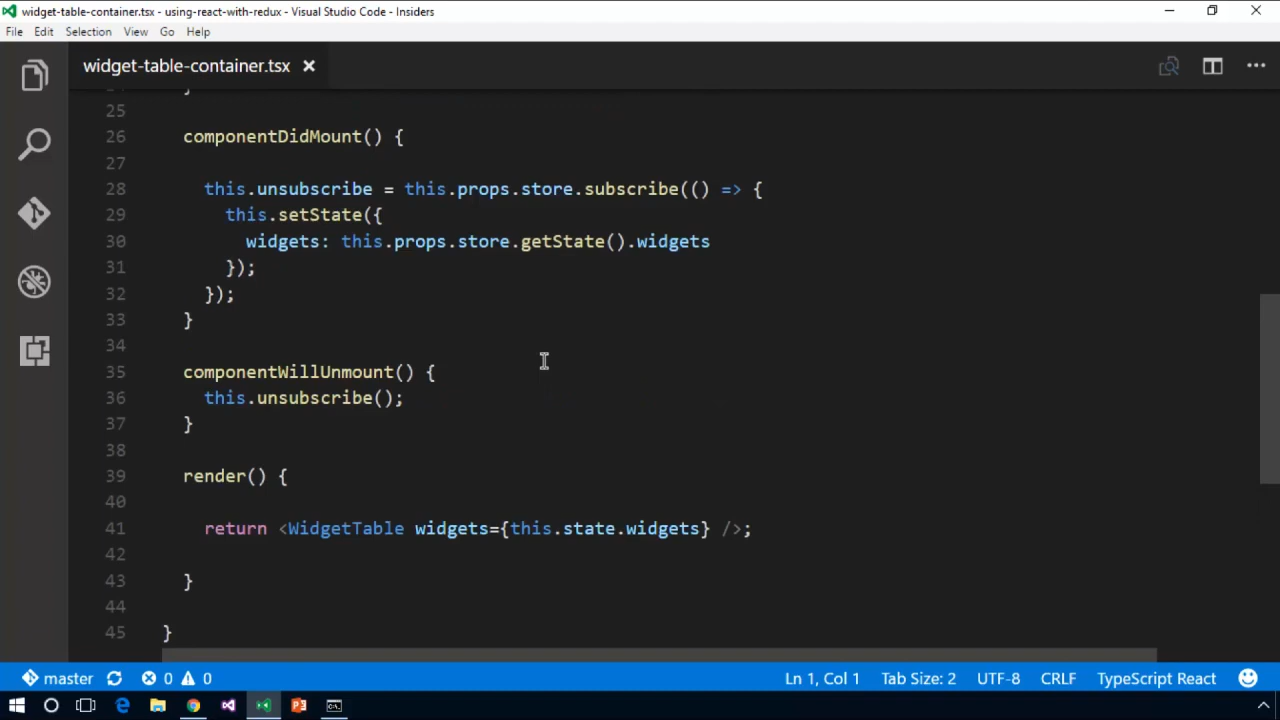 widget-table-container.tsx - using-react-with-redux - Visual Studio Code - Insiders
File Edit Selection View Go Help
widget-table-container.tsx
25
26 componentDidMount() {
27
28 this.unsubscribe = this.props.store.subscribe(() => {
29 this.setState({
30 widgets: this.props.store.getState().widgets
31 });
32 });
33 }
34
35 componentWillUnmount() {
36 this.unsubscribe();
37 }
38
39 render() {
40
41 return <WidgetTable widgets={this.state.widgets} />;
42
43 }
44
45 }
master 0 0 Ln 1, Col 1 Tab Size: 2 UTF-8 CRLF TypeScript React